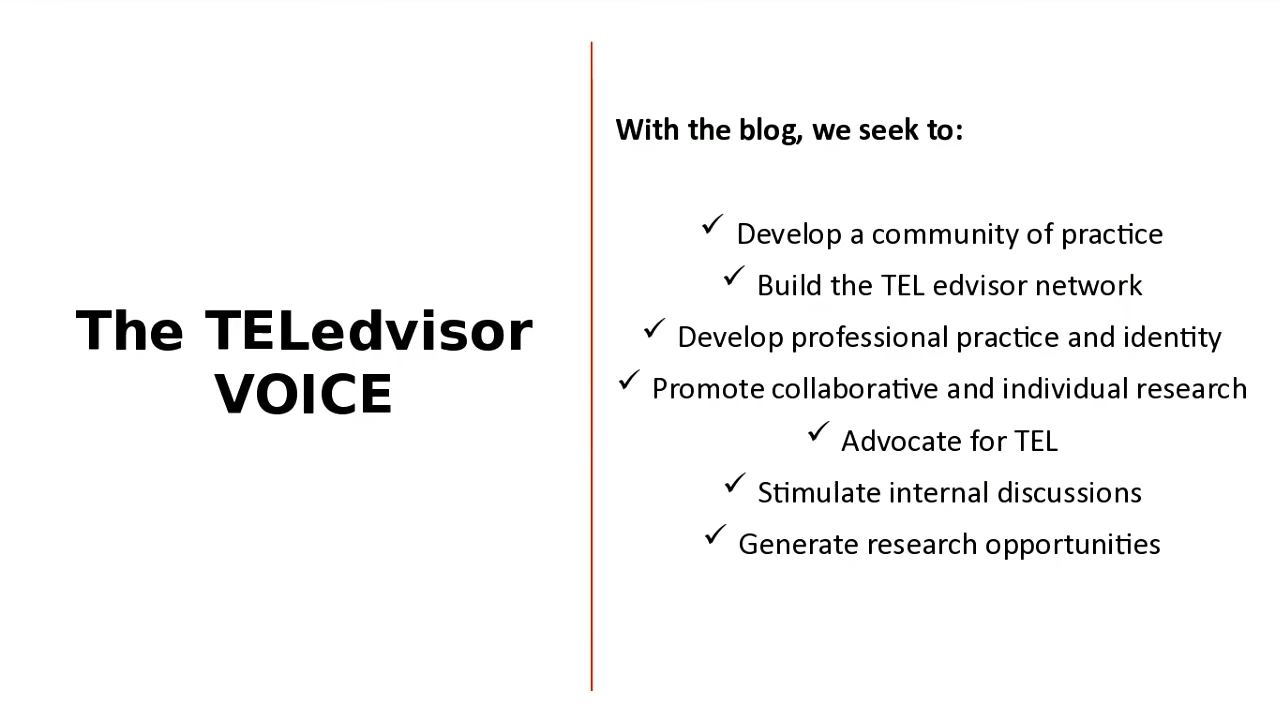 The TELedvisor
VOICE
With the blog, we seek to:
✓ Develop a community of practice
✓ Build the TEL edvisor network
✓ Develop professional practice and identity
✓ Promote collaborative and individual research
✓ Advocate for TEL
✓ Stimulate internal discussions
✓ Generate research opportunities